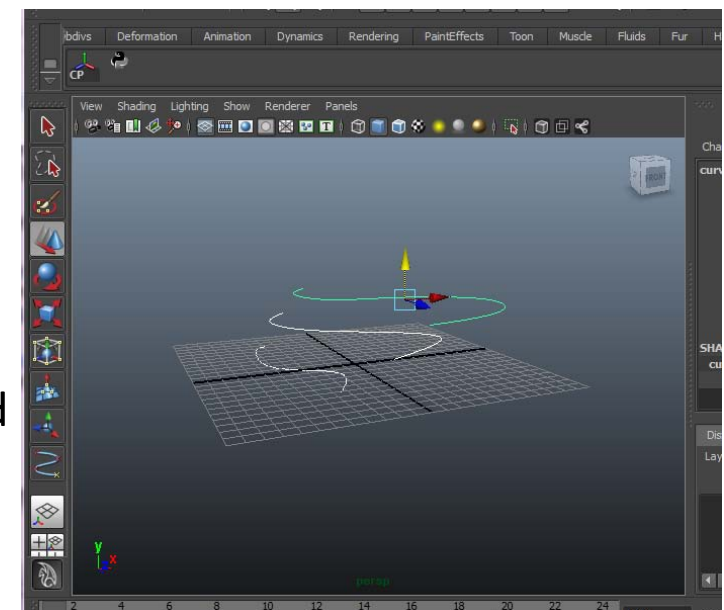 bdivs Deformation Animation Dynamics Rendering PaintEffects Toon Muscle Fluids Fur H
CP
View Shading Lighting Show Renderer Panels
T
Cha
curv
FRONT
SHA
cu
d
Dis
Lay
y
x
persp
2 4 6 8 10 12 14 16 18 20 22 24